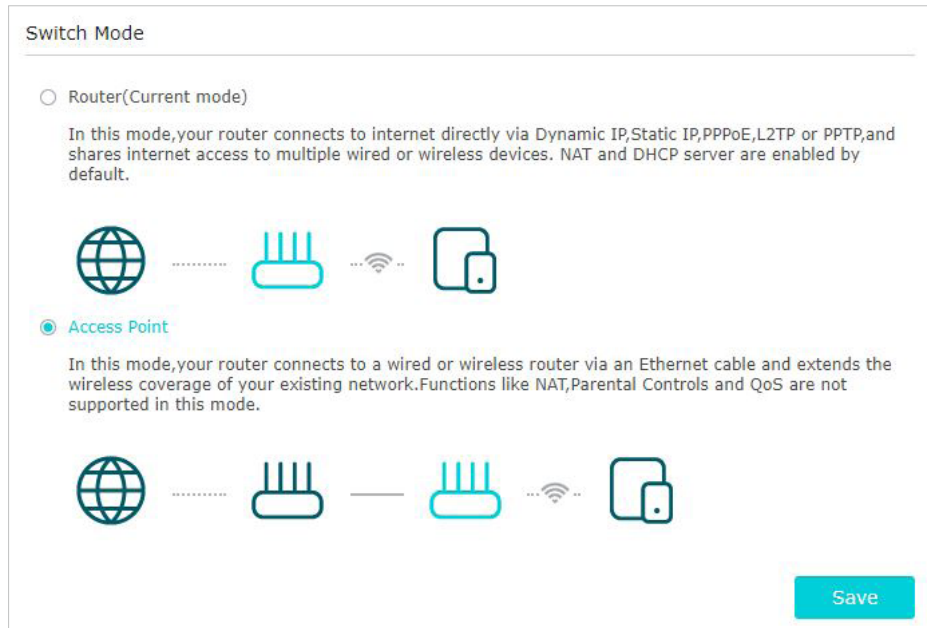 Switch Mode
Router(Current mode)
In this mode,your router connects to internet directly via Dynamic IP,Static IP,PPPoE,L2TP or PPTP,and
shares internet access to multiple wired or wireless devices. NAT and DHCP server are enabled by
default.
Access Point
In this mode,your router connects to a wired or wireless router via an Ethernet cable and extends the
wireless coverage of your existing network.Functions like NAT,Parental Controls and QoS are not
supported in this mode.
Save